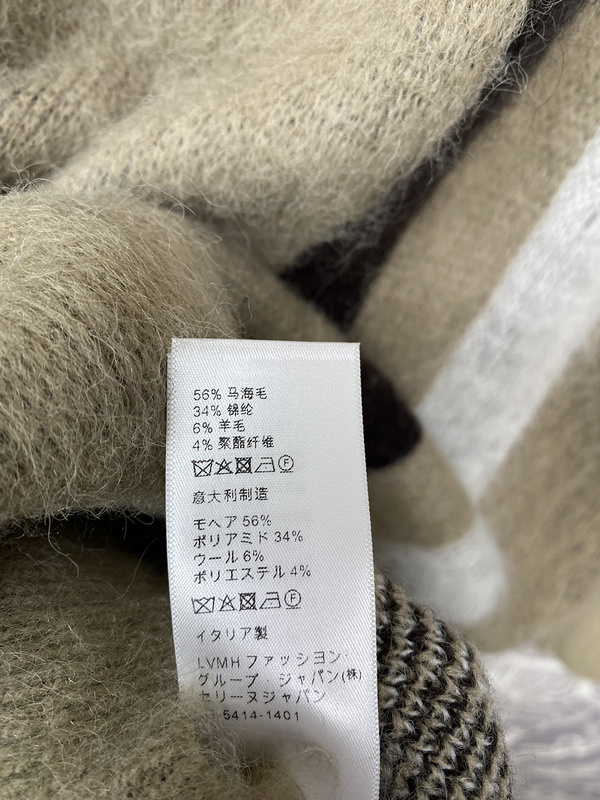 56% 马海毛
34% 锦纶
6% 羊毛
4% 聚酯纤维
意大利制造
モヘア 56%
ポリアミド 34%
ウール 6%
ポリエステル 4%
イタリア製
LVMH ファッション・
グループ・ジャパン(株)
セリーヌジャパン
5414-1401